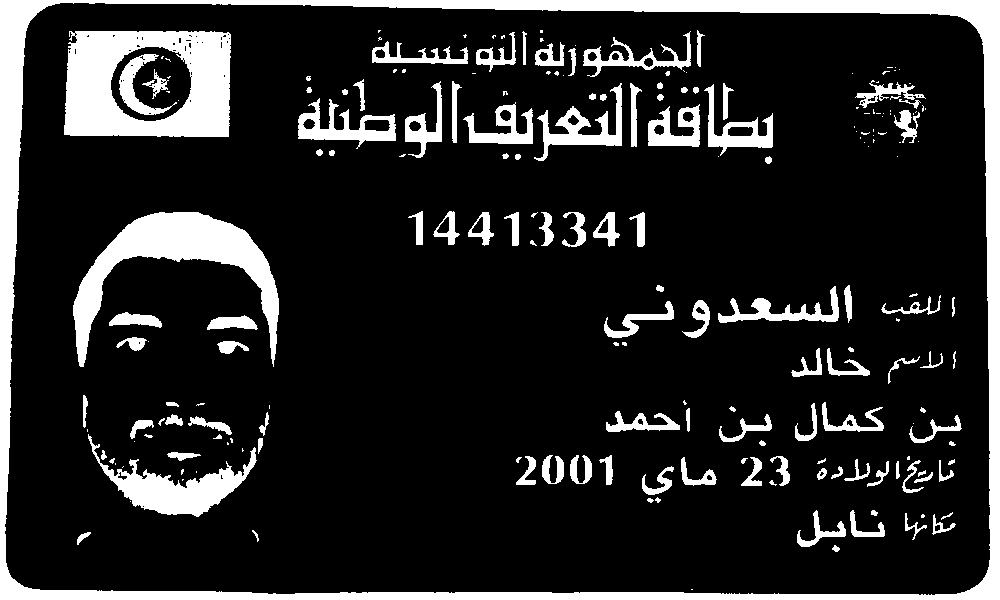 الجمهورية التونسية
بطاقة التعريف الوطنية
14413341
اللقب السعدوني
الاسم خالد
بن كمال بن أحمد
تاريخ الولادة 23 ماي 2001
مكانها نابل